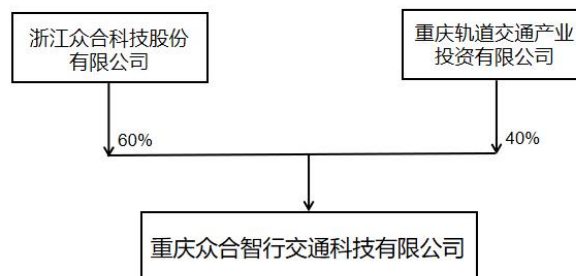 浙江众合科技股份
有限公司
重庆轨道交通产业
投资有限公司
60%
40%
重庆众合智行交通科技有限公司